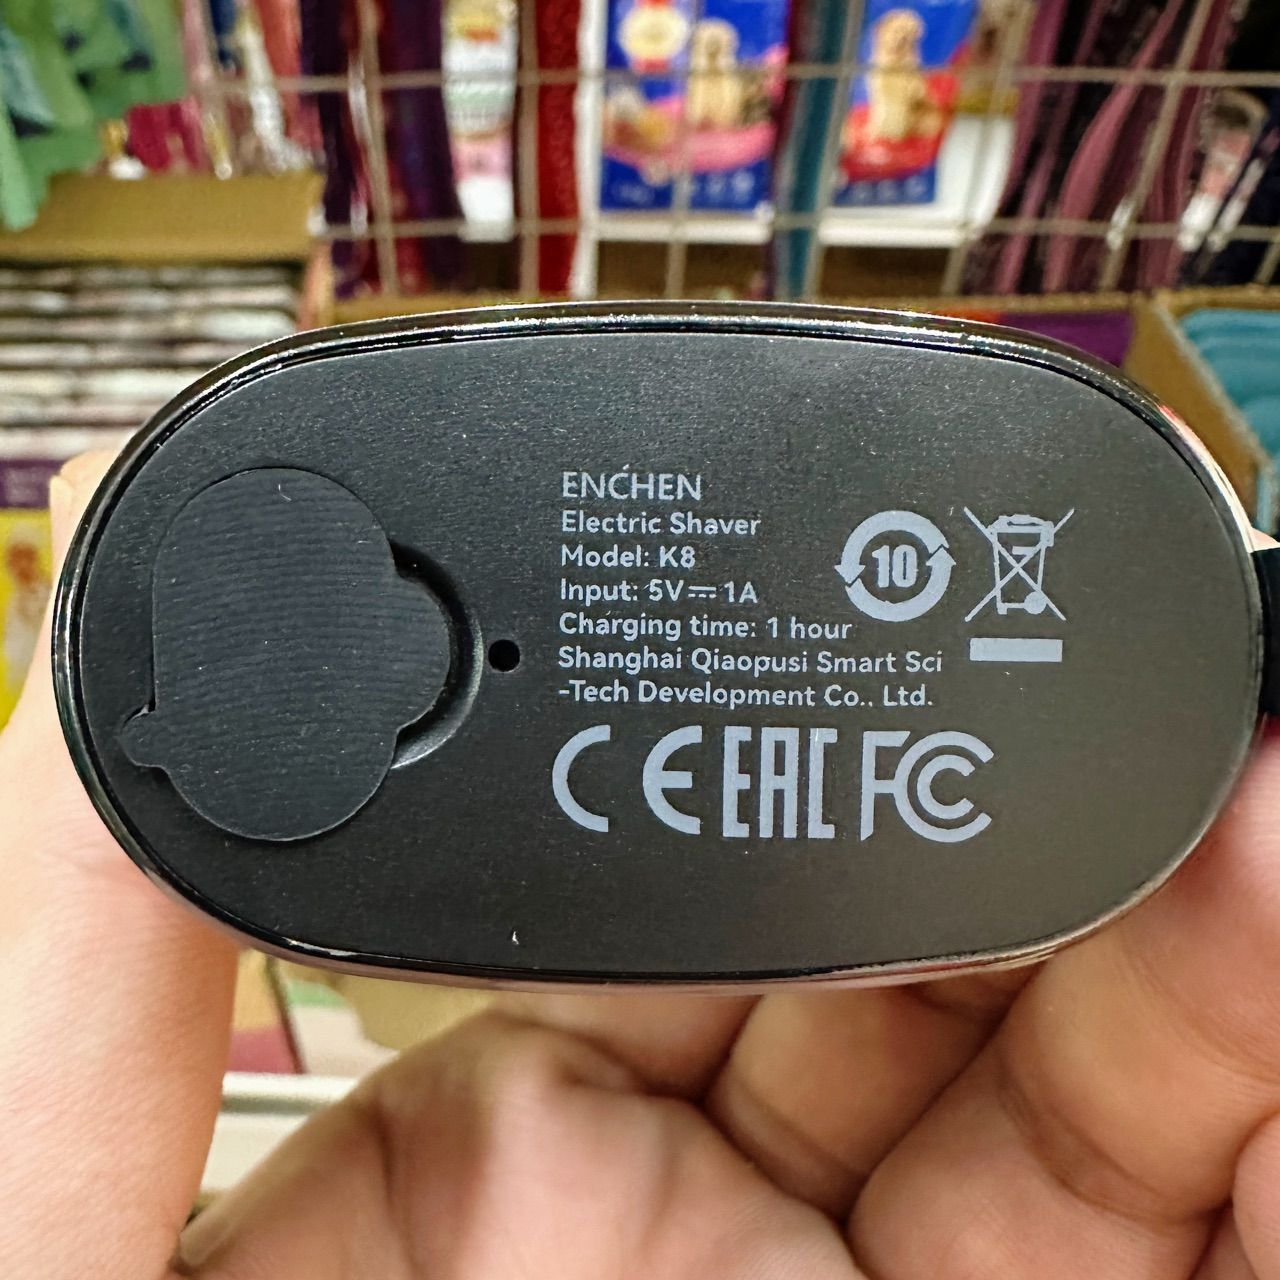 ENCHEN
Electric Shaver
Model: K8
Input: 5V⎓1A
Charging time: 1 hour
Shanghai Qiaopusi Smart Sci
-Tech Development Co., Ltd.
10
CE EAC FC